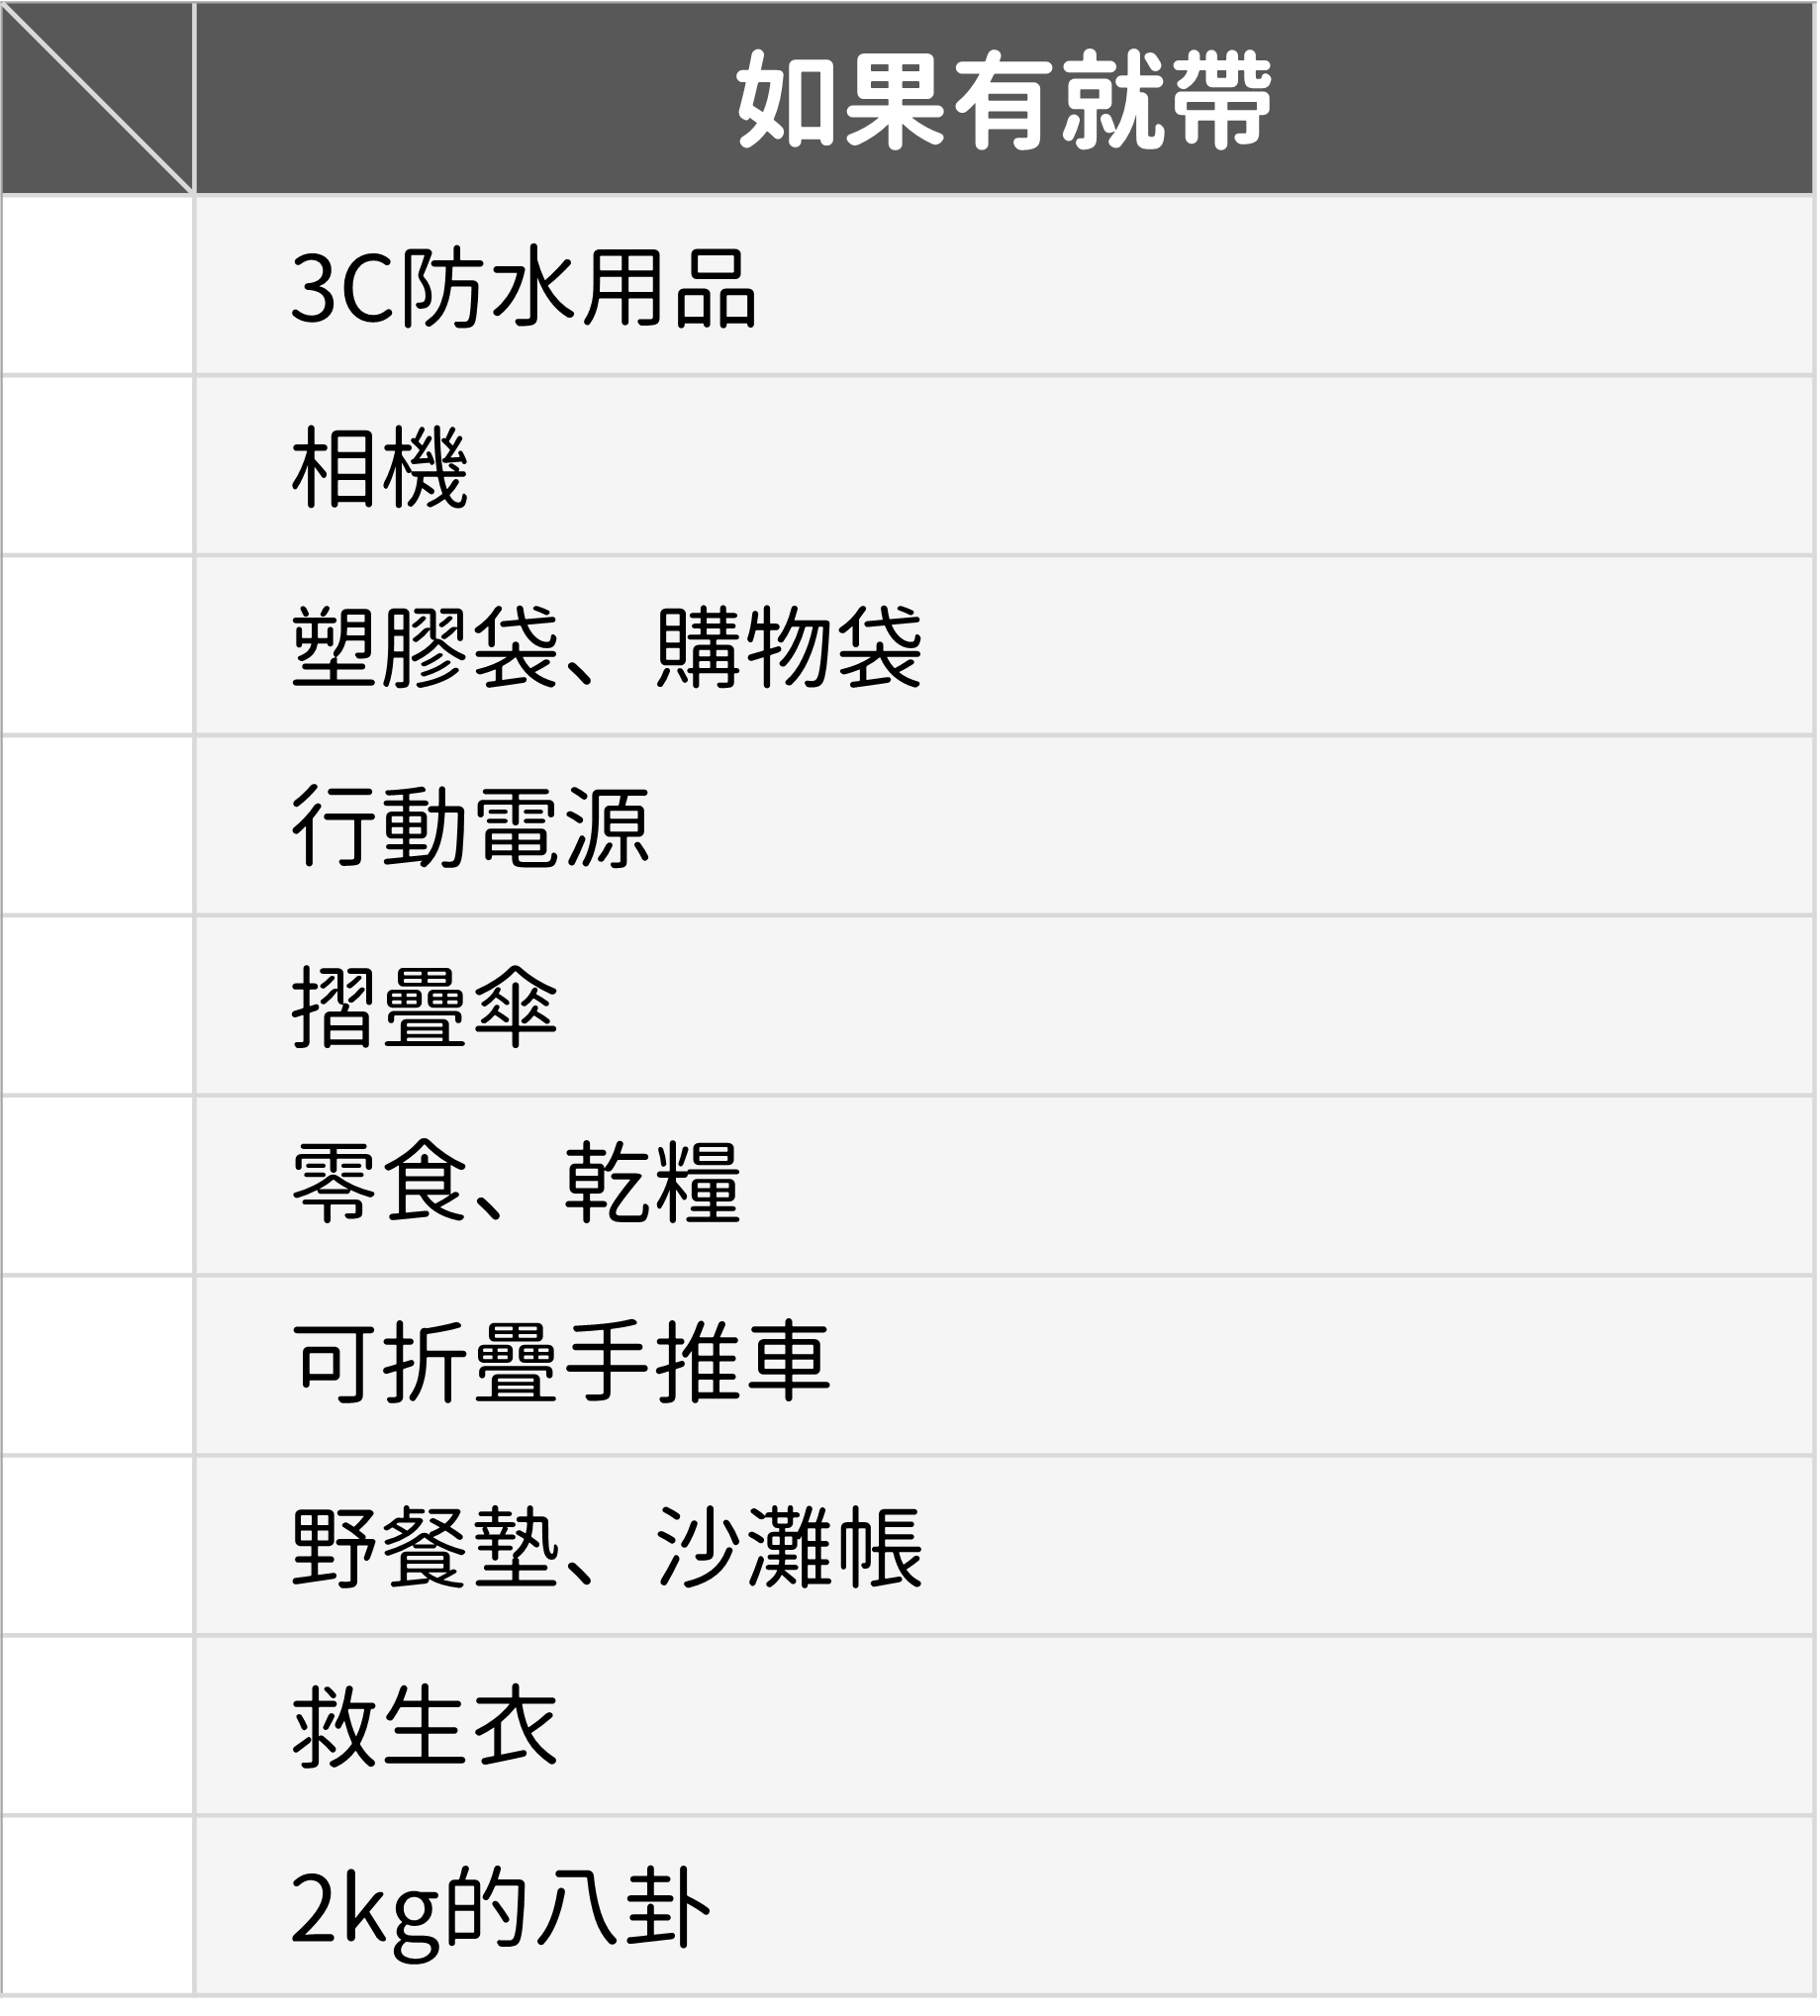 如果有就帶
3C防水用品
相機
塑膠袋、購物袋
行動電源
摺疊傘
零食、乾糧
可折疊手推車
野餐墊、沙灘帳
救生衣
2kg的八卦